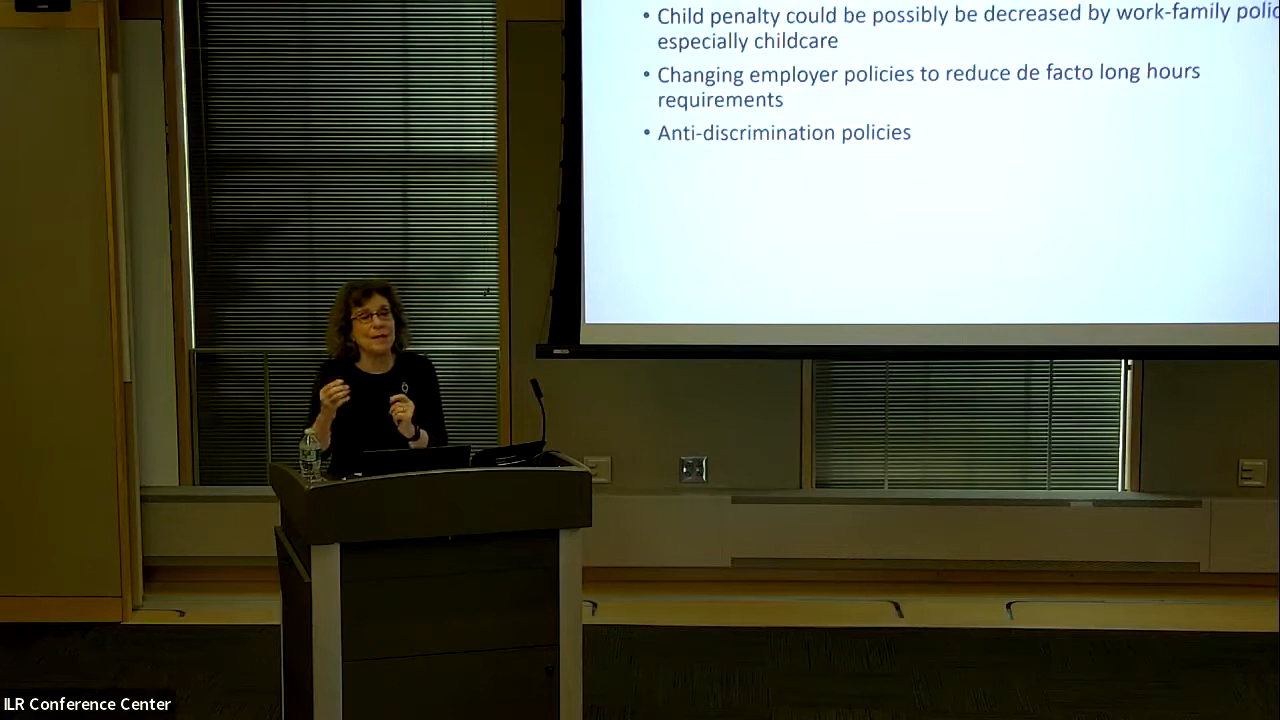 • Child penalty could be possibly be decreased by work-family polic
especially childcare
• Changing employer policies to reduce de facto long hours
requirements
• Anti-discrimination policies
ILR Conference Center